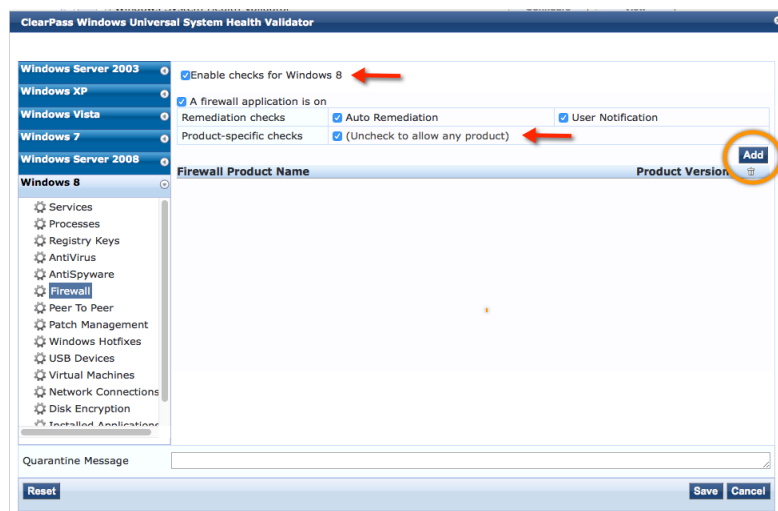 ClearPass Windows Universal System Health Validator
Windows Server 2003
Windows XP
Windows Vista
Windows 7
Windows Server 2008
Windows 8
Services
Processes
Registry Keys
AntiVirus
AntiSpyware
Firewall
Peer To Peer
Patch Management
Windows Hotfixes
USB Devices
Virtual Machines
Network Connections
Disk Encryption
Installed Applications
Enable checks for Windows 8
A firewall application is on
Remediation checks Auto Remediation User Notification
Product-specific checks (Uncheck to allow any product)
Add
Firewall Product Name Product Version
Quarantine Message
Reset Save Cancel